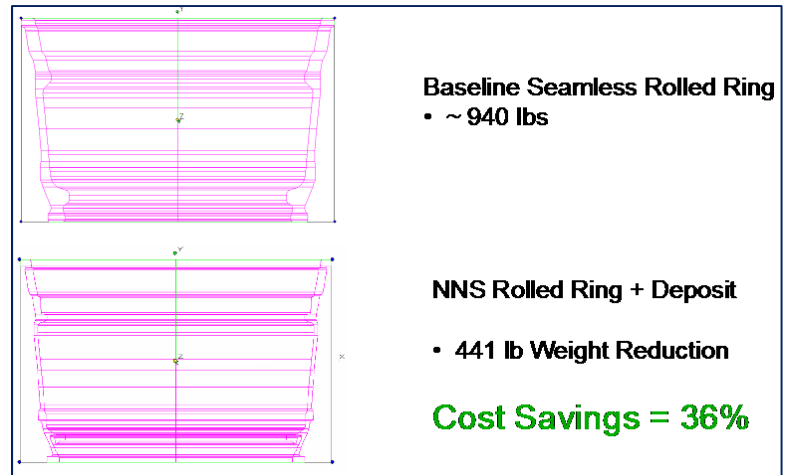 Y
Baseline Seamless Rolled Ring
• ~ 940 lbs
Z
Y
NNS Rolled Ring + Deposit
• 441 lb Weight Reduction
Z
X
Cost Savings = 36%